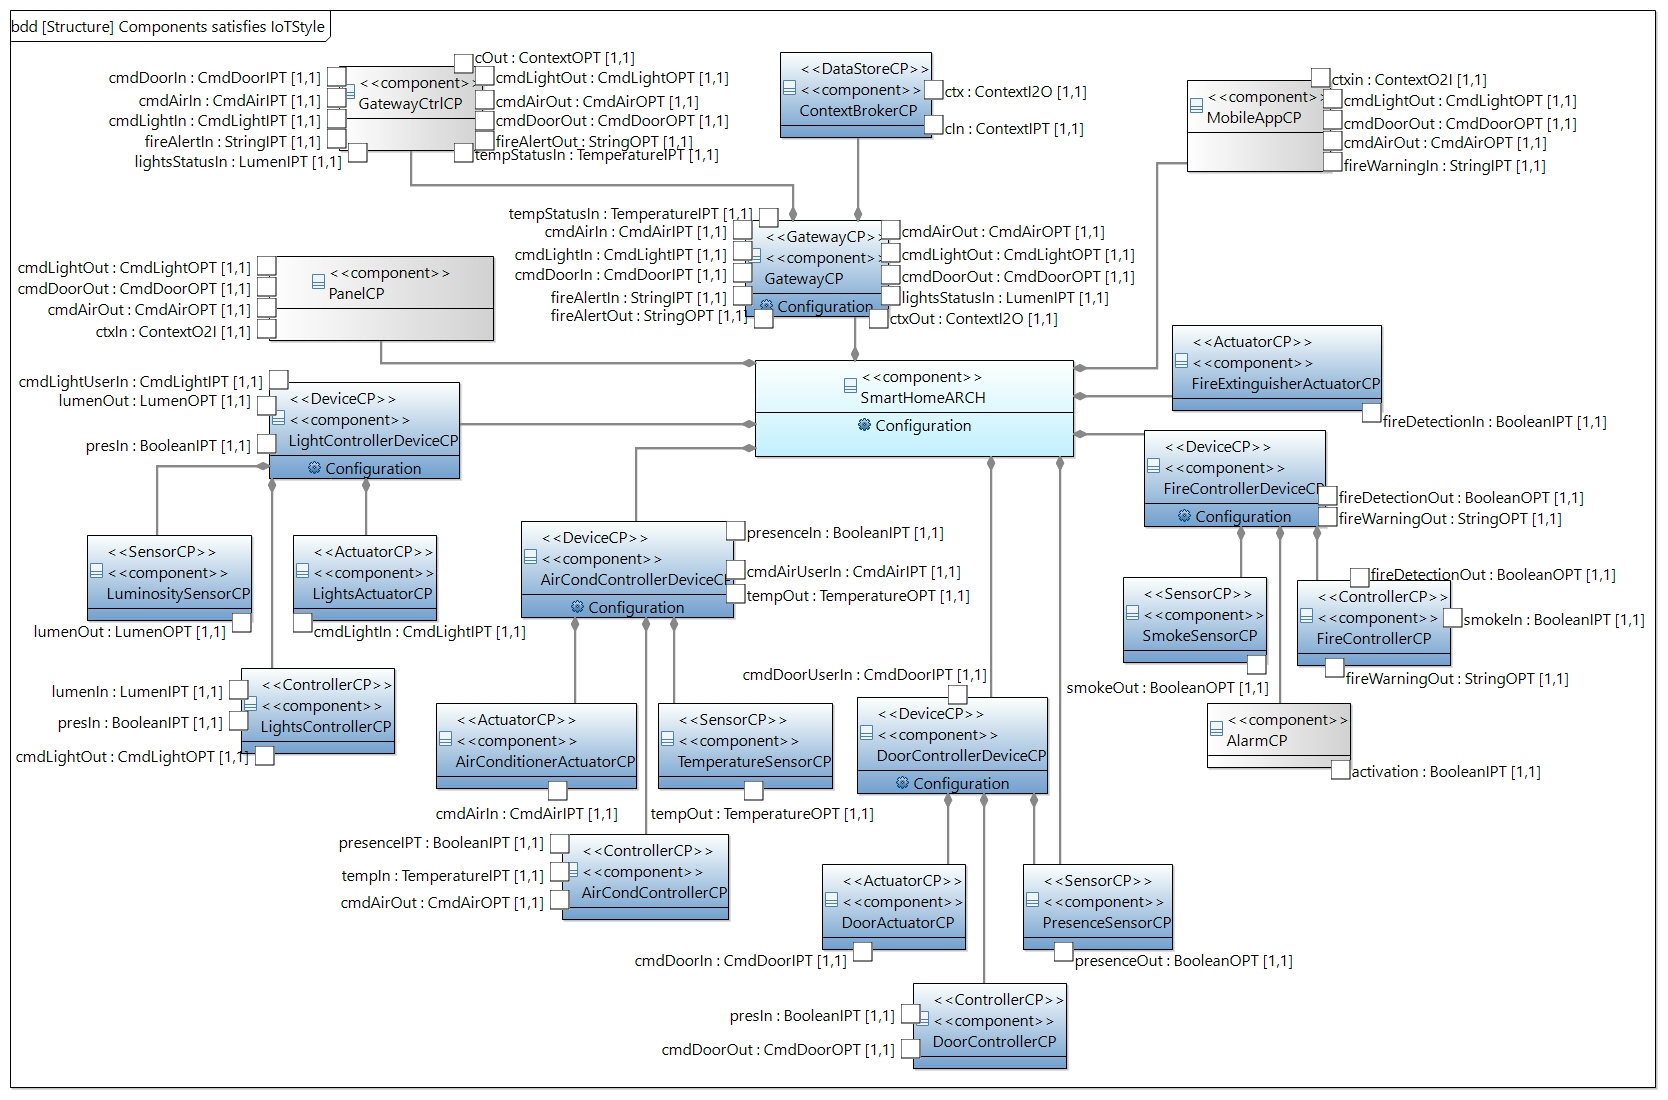 bdd [Structure] Components satisfies IoTStyle
cOut : ContextOPT [1,1]
cmdDoorIn : CmdDoorIPT [1,1]
cmdAirIn : CmdAirIPT [1,1]
cmdLightIn : CmdLightIPT [1,1]
fireAlertIn : StringIPT [1,1]
lightsStatusIn : LumenIPT [1,1]
<<component>>
GatewayCtrlCP
cmdLightOut : CmdLightOPT [1,1]
cmdAirOut : CmdAirOPT [1,1]
cmdDoorOut : CmdDoorOPT [1,1]
fireAlertOut : StringOPT [1,1]
tempStatusIn : TemperatureIPT [1,1]
<<DataStoreCP>>
<<component>>
ContextBrokerCP
ctx : ContextI2O [1,1]
cIn : ContextIPT [1,1]
<<component>>
MobileAppCP
ctxin : ContextO2I [1,1]
cmdLightOut : CmdLightOPT [1,1]
cmdDoorOut : CmdDoorOPT [1,1]
cmdAirOut : CmdAirOPT [1,1]
fireWarningIn : StringIPT [1,1]
tempStatusIn : TemperatureIPT [1,1]
cmdAirIn : CmdAirIPT [1,1]
cmdLightIn : CmdLightIPT [1,1]
cmdDoorIn : CmdDoorIPT [1,1]
fireAlertIn : StringIPT [1,1]
fireAlertOut : StringOPT [1,1]
<<GatewayCP>>
<<component>>
GatewayCP
Configuration
cmdAirOut : CmdAirOPT [1,1]
cmdLightOut : CmdLightOPT [1,1]
cmdDoorOut : CmdDoorOPT [1,1]
lightsStatusIn : LumenIPT [1,1]
ctxOut : ContextI2O [1,1]
cmdLightOut : CmdLightOPT [1,1]
cmdDoorOut : CmdDoorOPT [1,1]
cmdAirOut : CmdAirOPT [1,1]
ctxIn : ContextO2I [1,1]
<<component>>
PanelCP
<<component>>
SmartHomeARCH
Configuration
<<ActuatorCP>>
<<component>>
FireExtinguisherActuatorCP
fireDetectionIn : BooleanIPT [1,1]
cmdLightUserIn : CmdLightIPT [1,1]
lumenOut : LumenOPT [1,1]
presIn : BooleanIPT [1,1]
<<DeviceCP>>
<<component>>
LightControllerDeviceCP
Configuration
<<DeviceCP>>
<<component>>
FireControllerDeviceCP
Configuration
fireDetectionOut : BooleanOPT [1,1]
fireWarningOut : StringOPT [1,1]
<<SensorCP>>
<<component>>
LuminositySensorCP
lumenOut : LumenOPT [1,1]
<<ActuatorCP>>
<<component>>
LightsActuatorCP
cmdLightIn : CmdLightIPT [1,1]
<<DeviceCP>>
<<component>>
AirCondControllerDeviceCP
Configuration
presenceIn : BooleanIPT [1,1]
cmdAirUserIn : CmdAirIPT [1,1]
tempOut : TemperatureOPT [1,1]
<<SensorCP>>
<<component>>
SmokeSensorCP
smokeOut : BooleanOPT [1,1]
fireDetectionOut : BooleanOPT [1,1]
<<ControllerCP>>
<<component>>
FireControllerCP
smokeIn : BooleanIPT [1,1]
fireWarningOut : StringOPT [1,1]
lumenIn : LumenIPT [1,1]
presIn : BooleanIPT [1,1]
cmdLightOut : CmdLightOPT [1,1]
<<ControllerCP>>
<<component>>
LightsControllerCP
<<ActuatorCP>>
<<component>>
AirConditionerActuatorCP
cmdAirIn : CmdAirIPT [1,1]
<<SensorCP>>
<<component>>
TemperatureSensorCP
tempOut : TemperatureOPT [1,1]
cmdDoorUserIn : CmdDoorIPT [1,1]
<<DeviceCP>>
<<component>>
DoorControllerDeviceCP
Configuration
<<component>>
AlarmCP
activation : BooleanIPT [1,1]
presenceIPT : BooleanIPT [1,1]
tempIn : TemperatureIPT [1,1]
cmdAirOut : CmdAirOPT [1,1]
<<ControllerCP>>
<<component>>
AirCondControllerCP
<<ActuatorCP>>
<<component>>
DoorActuatorCP
cmdDoorIn : CmdDoorIPT [1,1]
<<SensorCP>>
<<component>>
PresenceSensorCP
presenceOut : BooleanOPT [1,1]
presIn : BooleanIPT [1,1]
cmdDoorOut : CmdDoorOPT [1,1]
<<ControllerCP>>
<<component>>
DoorControllerCP